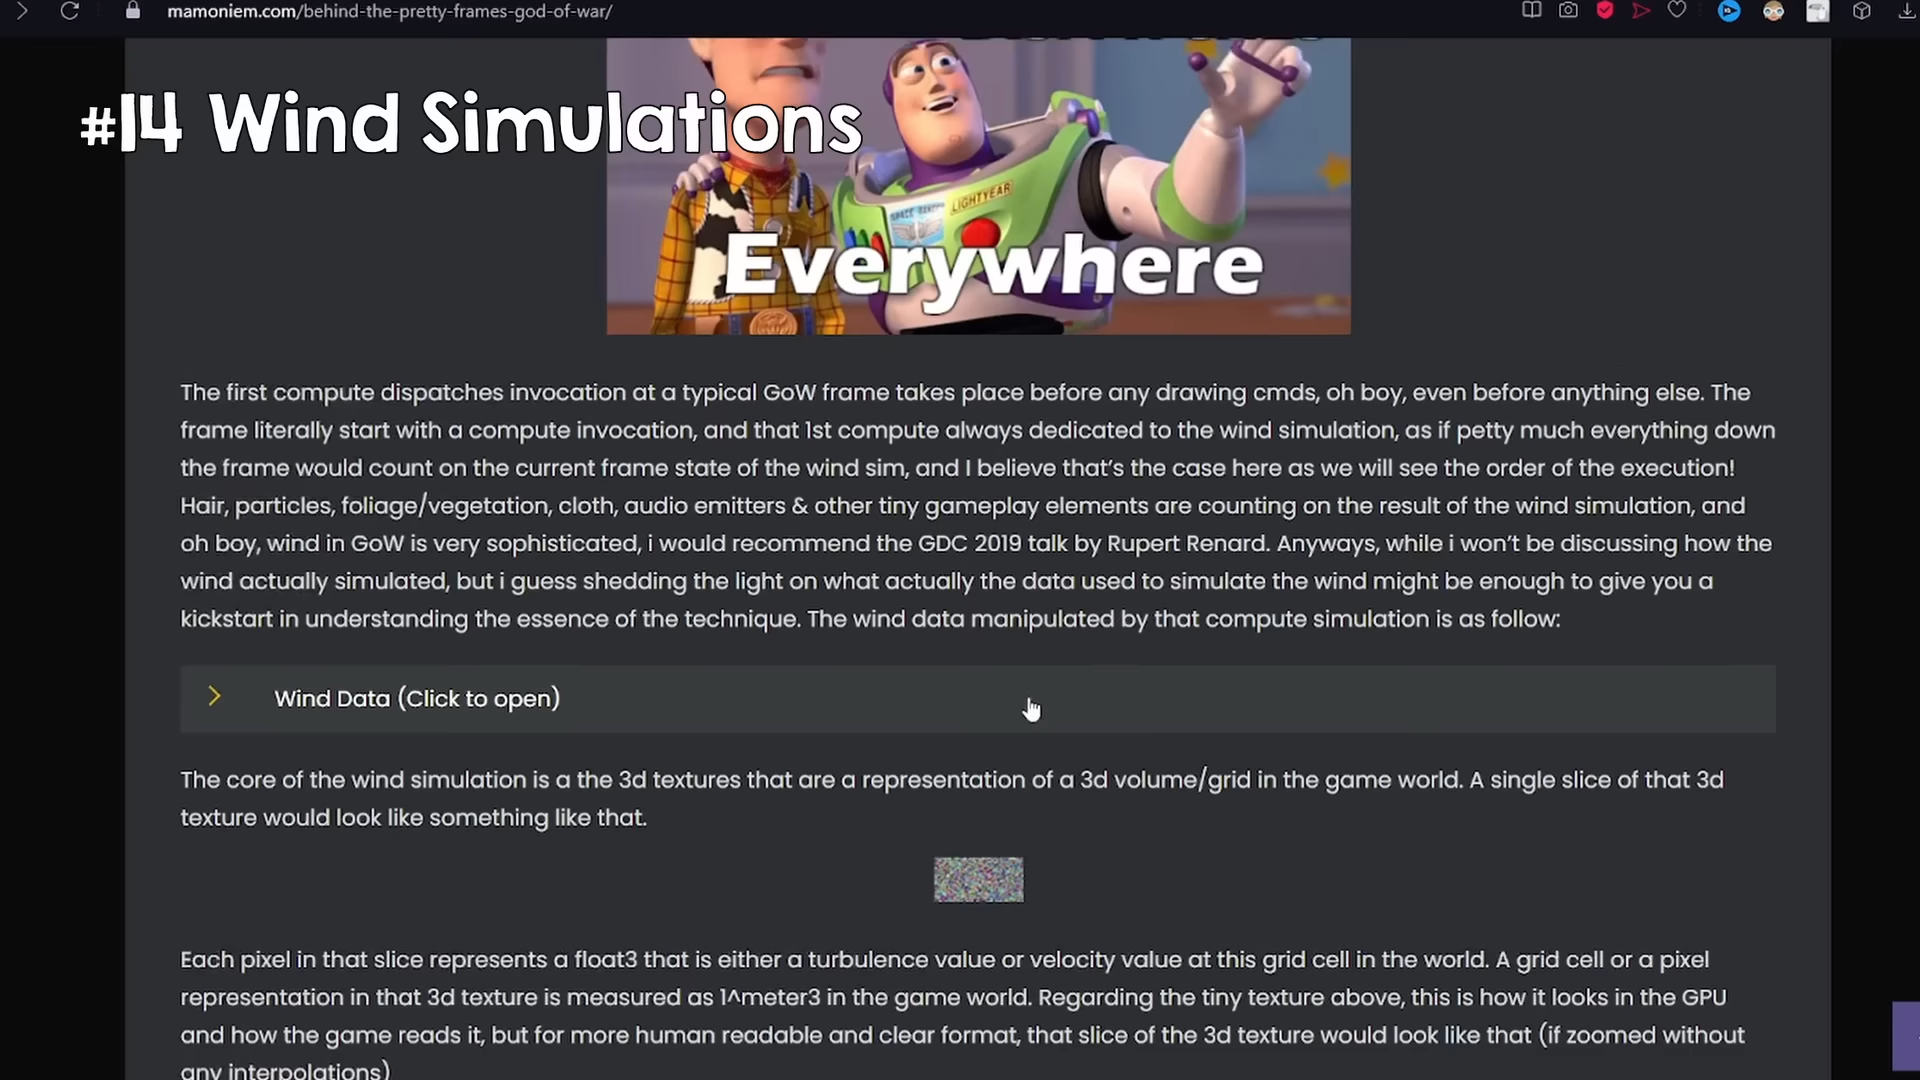 mamoniem.com/behind-the-pretty-frames-god-of-war/
#14 Wind Simulations
SPACE RANGER
LIGHTYEAR
Everywhere
The first compute dispatches invocation at a typical GoW frame takes place before any drawing cmds, oh boy, even before anything else. The
frame literally start with a compute invocation, and that 1st compute always dedicated to the wind simulation, as if petty much everything down
the frame would count on the current frame state of the wind sim, and I believe that's the case here as we will see the order of the execution!
Hair, particles, foliage/vegetation, cloth, audio emitters & other tiny gameplay elements are counting on the result of the wind simulation, and
oh boy, wind in GoW is very sophisticated, i would recommend the GDC 2019 talk by Rupert Renard. Anyways, while i won't be discussing how the
wind actually simulated, but i guess shedding the light on what actually the data used to simulate the wind might be enough to give you a
kickstart in understanding the essence of the technique. The wind data manipulated by that compute simulation is as follow:
Wind Data (Click to open)
The core of the wind simulation is a the 3d textures that are a representation of a 3d volume/grid in the game world. A single slice of that 3d
texture would look like something like that.
Each pixel in that slice represents a float3 that is either a turbulence value or velocity value at this grid cell in the world. A grid cell or a pixel
representation in that 3d texture is measured as 1^meter3 in the game world. Regarding the tiny texture above, this is how it looks in the GPU
and how the game reads it, but for more human readable and clear format, that slice of the 3d texture would look like that (if zoomed without
any interpolations)